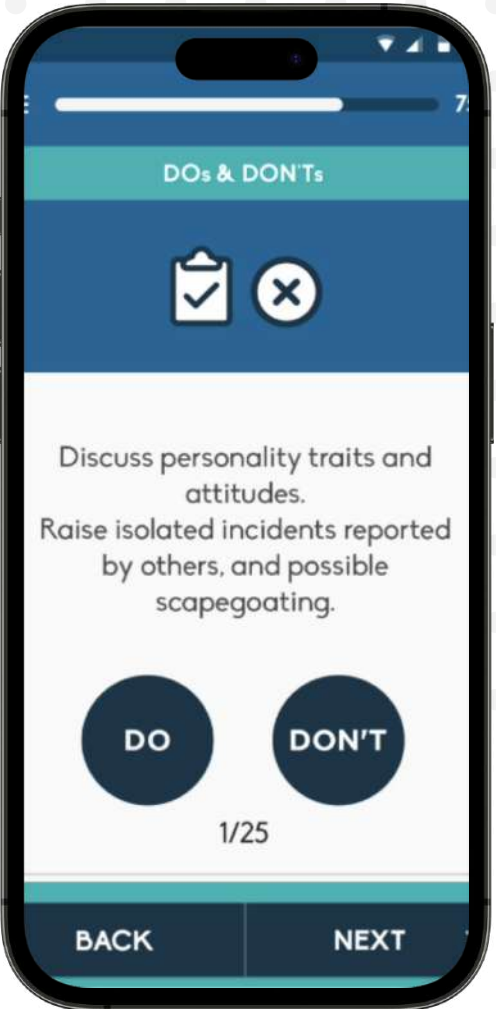 DOs & DON'Ts
Discuss personality traits and
attitudes.
Raise isolated incidents reported
by others, and possible
scapegoating.
DO
DON'T
1/25
BACK
NEXT